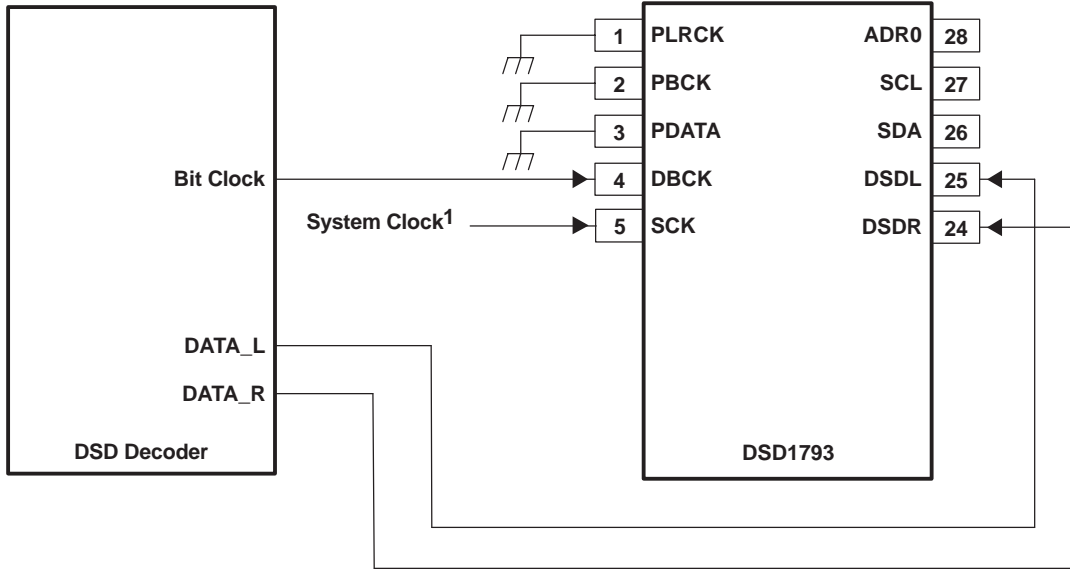 1 PLRCK ADR0 28
2 PBCK SCL 27
3 PDATA SDA 26
Bit Clock 4 DBCK DSDL 25
System Clock1 5 SCK DSDR 24
DATA_L
DATA_R
DSD Decoder DSD1793